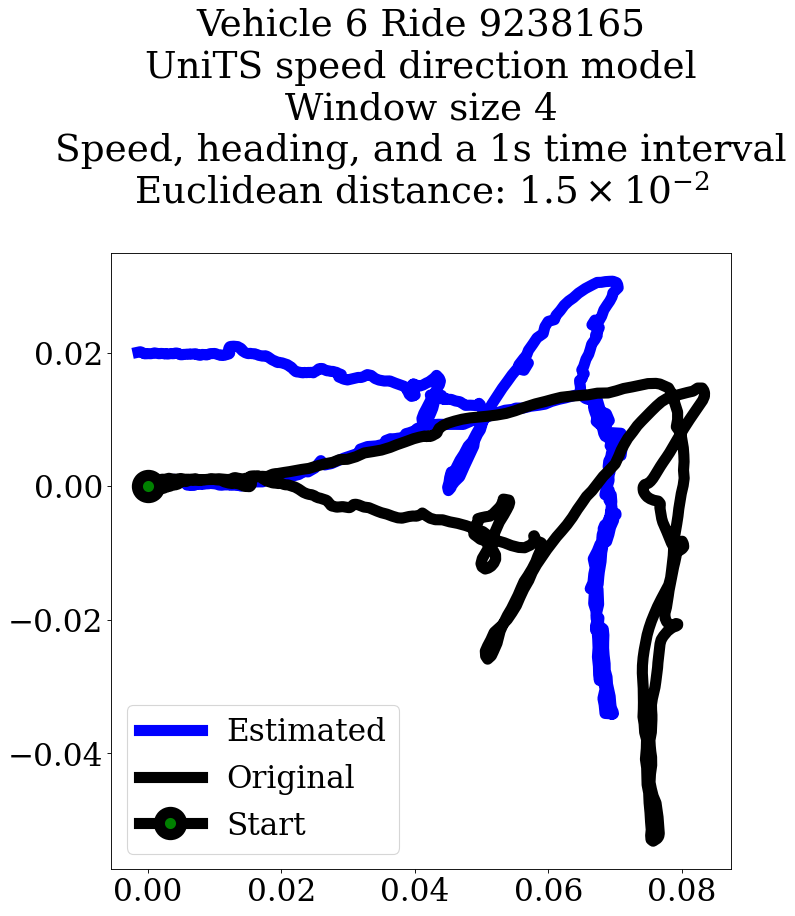 Vehicle 6 Ride 9238165
UniTS speed direction model
Window size 4
Speed, heading, and a 1s time interval
Euclidean distance: 1.5 × 10⁻²
0.02
0.00
−0.02
−0.04
Estimated
Original
Start
0.00 0.02 0.04 0.06 0.08